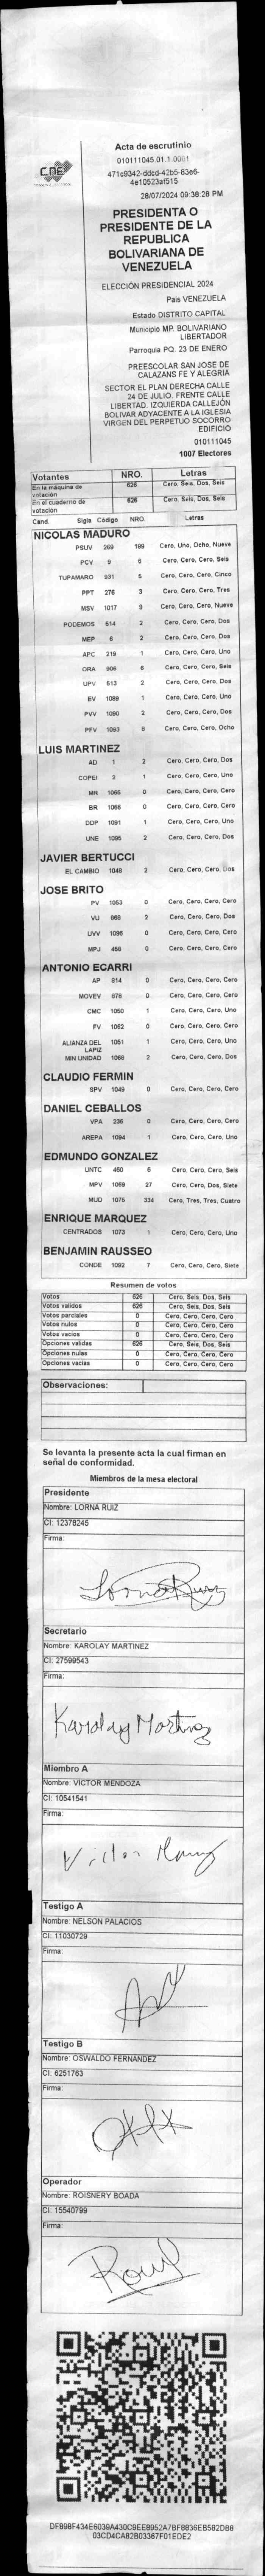 Acta de escrutinio
010111045.01.1.0001
471c9342-ddcd-42b5-83e6-
4e10523af515
28/07/2024 09:38:28 PM
CNE
PRESIDENTA O
PRESIDENTE DE LA
REPUBLICA
BOLIVARIANA DE
VENEZUELA
ELECCIÓN PRESIDENCIAL 2024
Pais VENEZUELA
Estado DISTRITO CAPITAL
Municipio MP. BOLIVARIANO
LIBERTADOR
Parroquia PQ. 23 DE ENERO
PREESCOLAR SAN JOSE DE
CALAZANS FE Y ALEGRIA
SECTOR EL PLAN DERECHA CALLE
24 DE JULIO. FRENTE CALLE
LIBERTAD. IZQUIERDA CALLEJÓN
BOLIVAR ADYACENTE A LA IGLESIA
VIRGEN DEL PERPETUO SOCORRO
EDIFICIO
010111045
1007 Electores
Votantes NRO. Letras
En la máquina de votación 626 Cero, Seis, Dos, Seis
En el cuaderno de votación 626 Cero, Seis, Dos, Seis
Cand. Sigla Código NRO. Letras
NICOLAS MADURO
PSUV 269 189 Cero, Uno, Ocho, Nueve
PCV 9 6 Cero, Cero, Cero, Seis
TUPAMARO 931 5 Cero, Cero, Cero, Cinco
PPT 276 3 Cero, Cero, Cero, Tres
MSV 1017 9 Cero, Cero, Cero, Nueve
PODEMOS 514 2 Cero, Cero, Cero, Dos
MEP 6 2 Cero, Cero, Cero, Dos
APC 219 1 Cero, Cero, Cero, Uno
ORA 906 6 Cero, Cero, Cero, Seis
UPV 513 2 Cero, Cero, Cero, Dos
EV 1089 1 Cero, Cero, Cero, Uno
PVV 1090 2 Cero, Cero, Cero, Dos
PFV 1093 8 Cero, Cero, Cero, Ocho
LUIS MARTINEZ
AD 1 2 Cero, Cero, Cero, Dos
COPEI 2 1 Cero, Cero, Cero, Uno
MR 1065 0 Cero, Cero, Cero, Cero
BR 1066 0 Cero, Cero, Cero, Cero
DDP 1091 1 Cero, Cero, Cero, Uno
UNE 1095 2 Cero, Cero, Cero, Dos
JAVIER BERTUCCI
EL CAMBIO 1048 2 Cero, Cero, Cero, Dos
JOSE BRITO
PV 1053 0 Cero, Cero, Cero, Cero
VU 868 2 Cero, Cero, Cero, Dos
UVV 1096 0 Cero, Cero, Cero, Cero
MPJ 458 0 Cero, Cero, Cero, Cero
ANTONIO ECARRI
AP 814 0 Cero, Cero, Cero, Cero
MOVEV 878 0 Cero, Cero, Cero, Cero
CMC 1050 1 Cero, Cero, Cero, Uno
FV 1052 0 Cero, Cero, Cero, Cero
ALIANZA DEL LAPIZ 1051 1 Cero, Cero, Cero, Uno
MIN UNIDAD 1068 2 Cero, Cero, Cero, Dos
CLAUDIO FERMIN
SPV 1049 0 Cero, Cero, Cero, Cero
DANIEL CEBALLOS
VPA 236 0 Cero, Cero, Cero, Cero
AREPA 1094 1 Cero, Cero, Cero, Uno
EDMUNDO GONZALEZ
UNTC 460 6 Cero, Cero, Cero, Seis
MPV 1069 27 Cero, Cero, Dos, Siete
MUD 1075 334 Cero, Tres, Tres, Cuatro
ENRIQUE MARQUEZ
CENTRADOS 1073 1 Cero, Cero, Cero, Uno
BENJAMIN RAUSSEO
CONDE 1092 7 Cero, Cero, Cero, Siete
Resumen de votos
Votos 626 Cero, Seis, Dos, Seis
Votos validos 626 Cero, Seis, Dos, Seis
Votos parciales 0 Cero, Cero, Cero, Cero
Votos nulos 0 Cero, Cero, Cero, Cero
Votos vacios 0 Cero, Cero, Cero, Cero
Opciones validas 626 Cero, Seis, Dos, Seis
Opciones nulas 0 Cero, Cero, Cero, Cero
Opciones vacias 0 Cero, Cero, Cero, Cero
Observaciones:
Se levanta la presente acta la cual firman en
señal de conformidad.
Miembros de la mesa electoral
Presidente
Nombre: LORNA RUIZ
CI: 12378245
Firma:
Lorna Ruiz
Secretario
Nombre: KAROLAY MARTINEZ
CI: 27599543
Firma:
Karolay Martinez
Miembro A
Nombre: VICTOR MENDOZA
CI: 10541541
Firma:
Victor
Testigo A
Nombre: NELSON PALACIOS
CI: 11030729
Firma:
Testigo B
Nombre: OSWALDO FERNANDEZ
CI: 6251763
Firma:
Operador
Nombre: ROISNERY BOADA
CI: 15540799
Firma:
DFB98F434E6039A430C9EEB952A7BF8836EB582DB8
03CD4CA82B03367F01EDE2